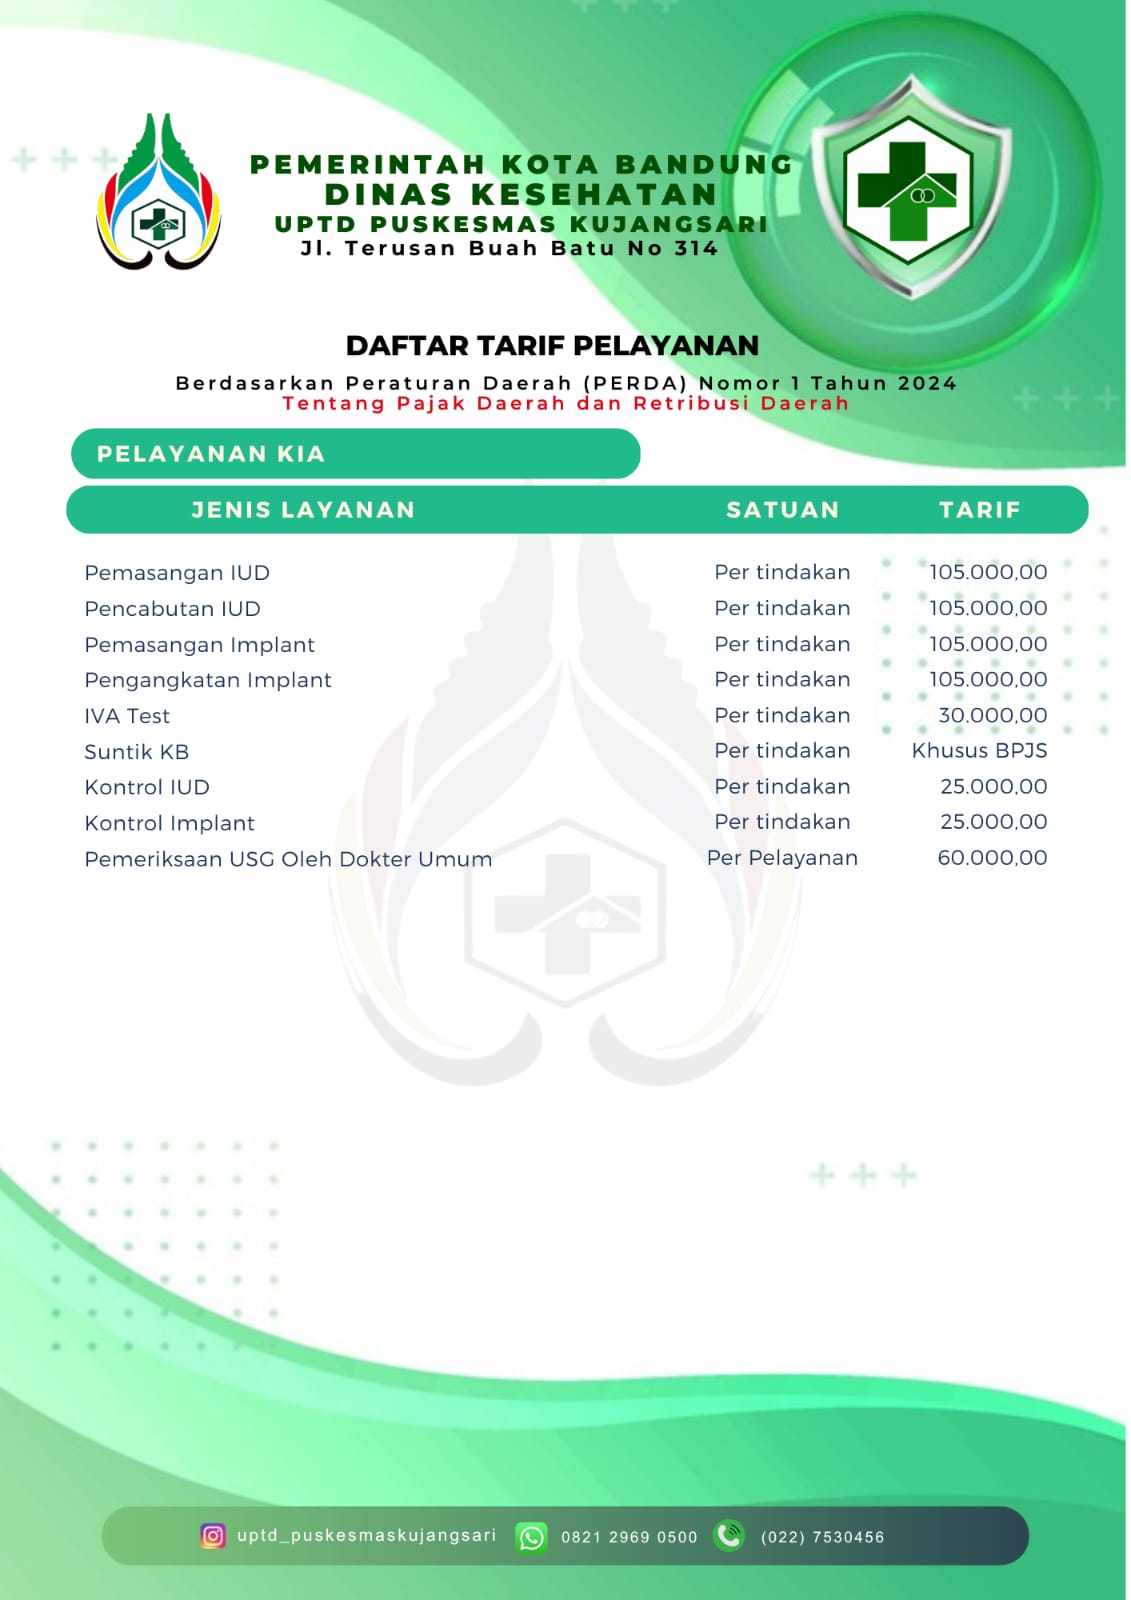 PEMERINTAH KOTA BANDUNG
DINAS KESEHATAN
UPTD PUSKESMAS KUJANGSARI
Jl. Terusan Buah Batu No 314
DAFTAR TARIF PELAYANAN
Berdasarkan Peraturan Daerah (PERDA) Nomor 1 Tahun 2024
Tentang Pajak Daerah dan Retribusi Daerah
PELAYANAN KIA
JENIS LAYANAN SATUAN TARIF
Pemasangan IUD Per tindakan 105.000,00
Pencabutan IUD Per tindakan 105.000,00
Pemasangan Implant Per tindakan 105.000,00
Pengangkatan Implant Per tindakan 105.000,00
IVA Test Per tindakan 30.000,00
Suntik KB Per tindakan Khusus BPJS
Kontrol IUD Per tindakan 25.000,00
Kontrol Implant Per tindakan 25.000,00
Pemeriksaan USG Oleh Dokter Umum Per Pelayanan 60.000,00
uptd_puskesmaskujangsari 0821 2969 0500 (022) 7530456